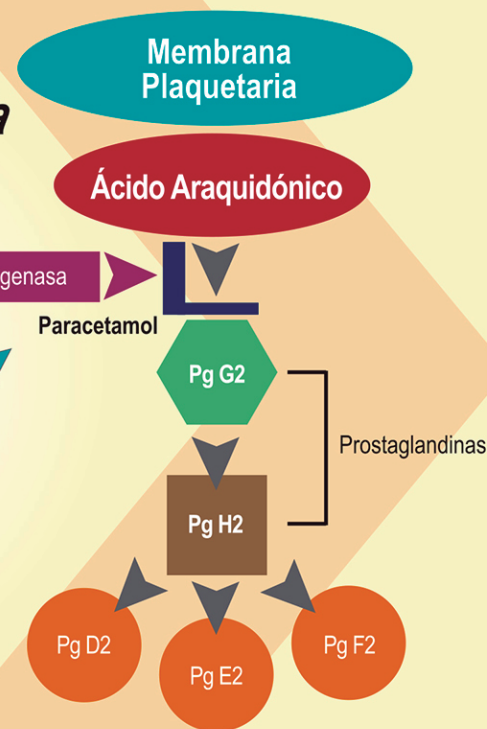 Membrana
Plaquetaria
a
Ácido Araquidónico
genasa
Paracetamol
Pg G2
Prostaglandinas
Pg H2
Pg D2
Pg E2
Pg F2